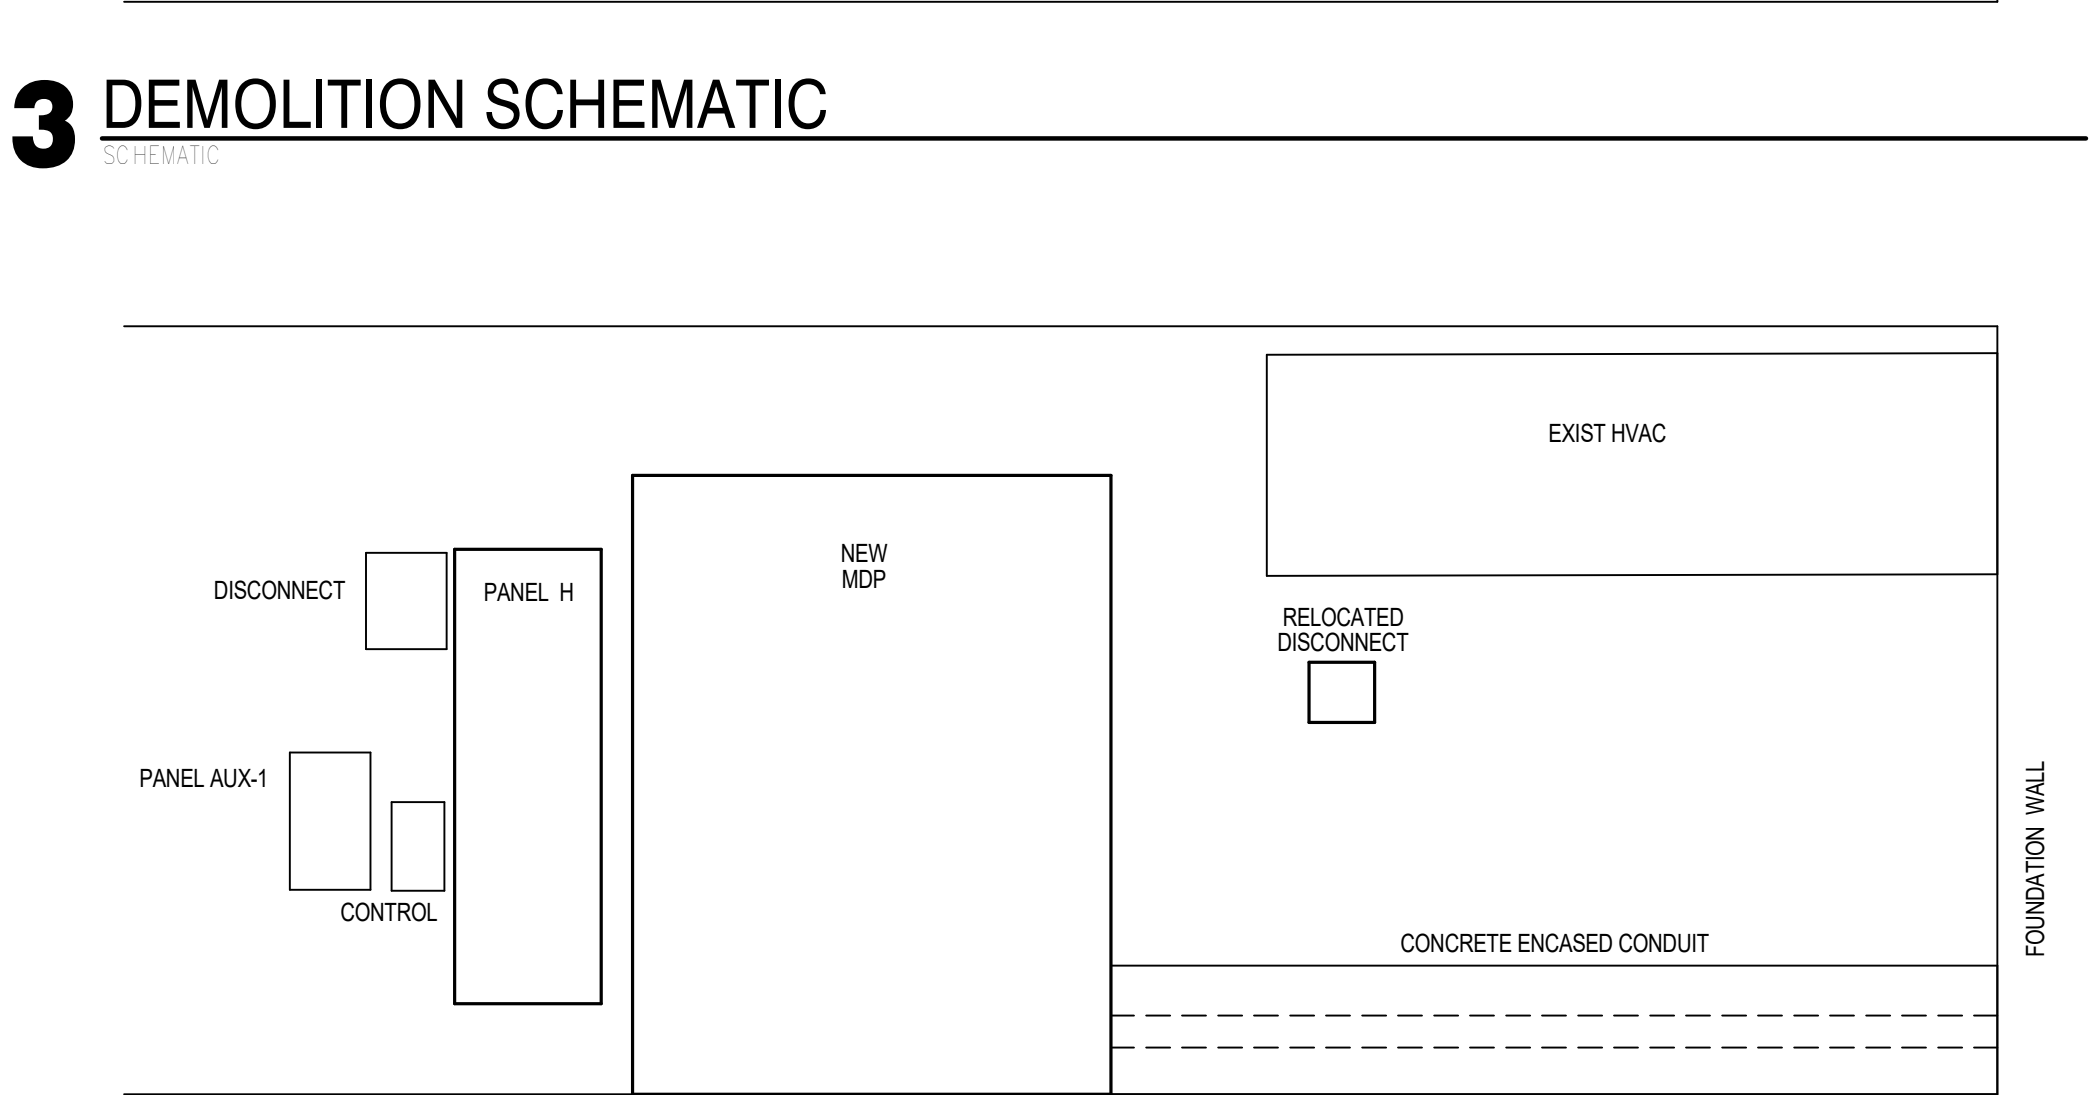 3 DEMOLITION SCHEMATIC
SCHEMATIC
EXIST HVAC
NEW
MDP
DISCONNECT
PANEL H
RELOCATED
DISCONNECT
PANEL AUX-1
FOUNDATION WALL
CONTROL
CONCRETE ENCASED CONDUIT